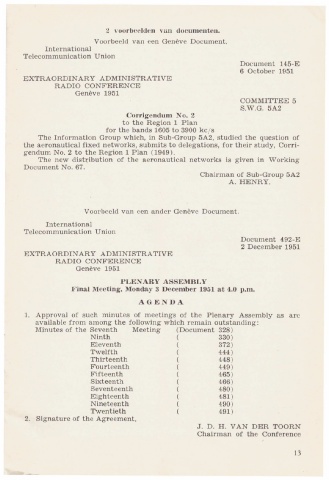 2 voorbeelden van documenten.
Voorbeeld van een Genève Document.
International
Telecommunication Union
Document 145-E
6 October 1951
EXTRAORDINARY ADMINISTRATIVE
RADIO CONFERENCE
Genève 1951
COMMITTEE 5
S.W.G. 5A2
Corrigendum No. 2
to the Region 1 Plan
for the bands 1605 to 3900 kc/s
The Information Group which, in Sub-Group 5A2, studied the question of
the aeronautical fixed networks, submits to delegations, for their study, Corri-
gendum No. 2 to the Region 1 Plan (1949).
The new distribution of the aeronautical networks is given in Working
Document No. 67.
Chairman of Sub-Group 5A2
A. HENRY.
Voorbeeld van een ander Genève Document.
International
Telecommunication Union
Document 492-E
2 December 1951
EXTRAORDINARY ADMINISTRATIVE
RADIO CONFERENCE
Genève 1951
PLENARY ASSEMBLY
Final Meeting, Monday 3 December 1951 at 4.0 p.m.
AGENDA
1. Approval of such minutes of meetings of the Plenary Assembly as are
available from among the following which remain outstanding:
Minutes of the Seventh Meeting (Document 328)
Ninth ( 330)
Eleventh ( 372)
Twelfth ( 444)
Thirteenth ( 448)
Fourteenth ( 449)
Fifteenth ( 465)
Sixteenth ( 466)
Seventeenth ( 480)
Eighteenth ( 481)
Nineteenth ( 490)
Twentieth ( 491)
2. Signature of the Agreement,
J. D. H. VAN DER TOORN
Chairman of the Conference
13